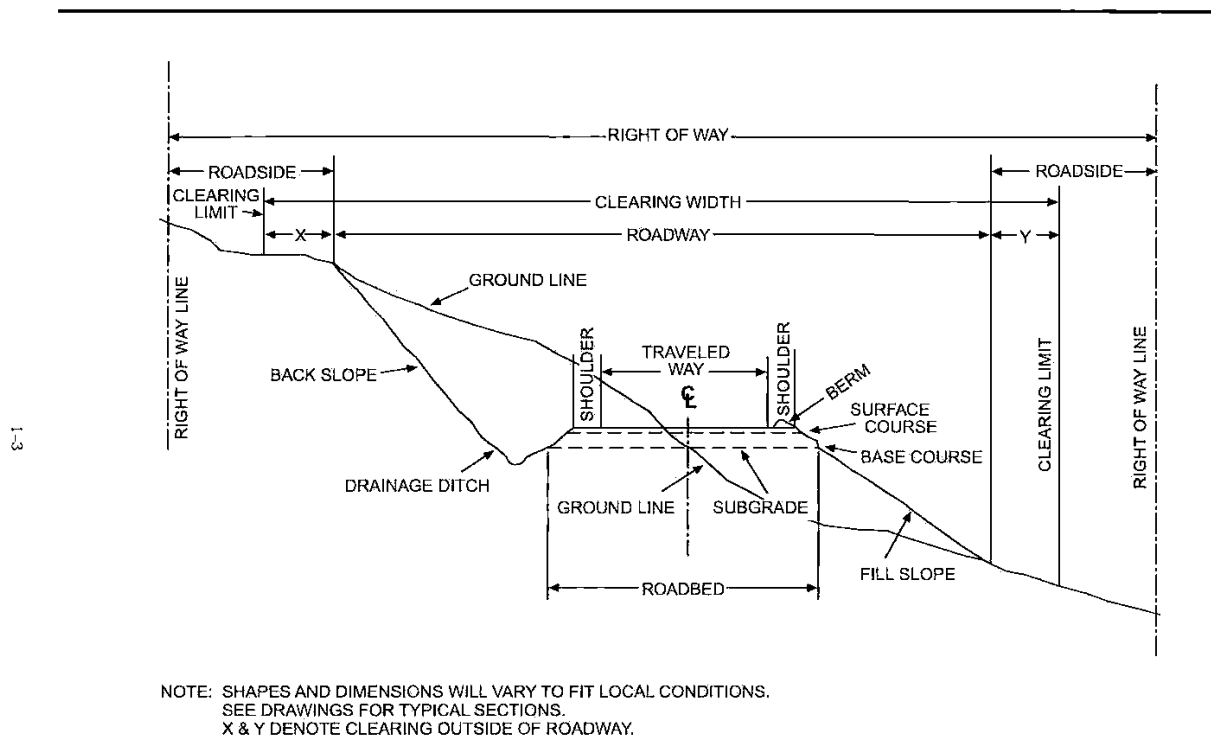 RIGHT OF WAY
ROADSIDE
ROADSIDE
CLEARING
LIMIT
CLEARING WIDTH
X
ROADWAY
Y
GROUND LINE
RIGHT OF WAY LINE
BACK SLOPE
SHOULDER
TRAVELED
WAY
℄
SHOULDER
BERM
SURFACE
COURSE
BASE COURSE
CLEARING LIMIT
RIGHT OF WAY LINE
1-3
DRAINAGE DITCH
GROUND LINE
SUBGRADE
FILL SLOPE
ROADBED
NOTE: SHAPES AND DIMENSIONS WILL VARY TO FIT LOCAL CONDITIONS.
SEE DRAWINGS FOR TYPICAL SECTIONS.
X & Y DENOTE CLEARING OUTSIDE OF ROADWAY.